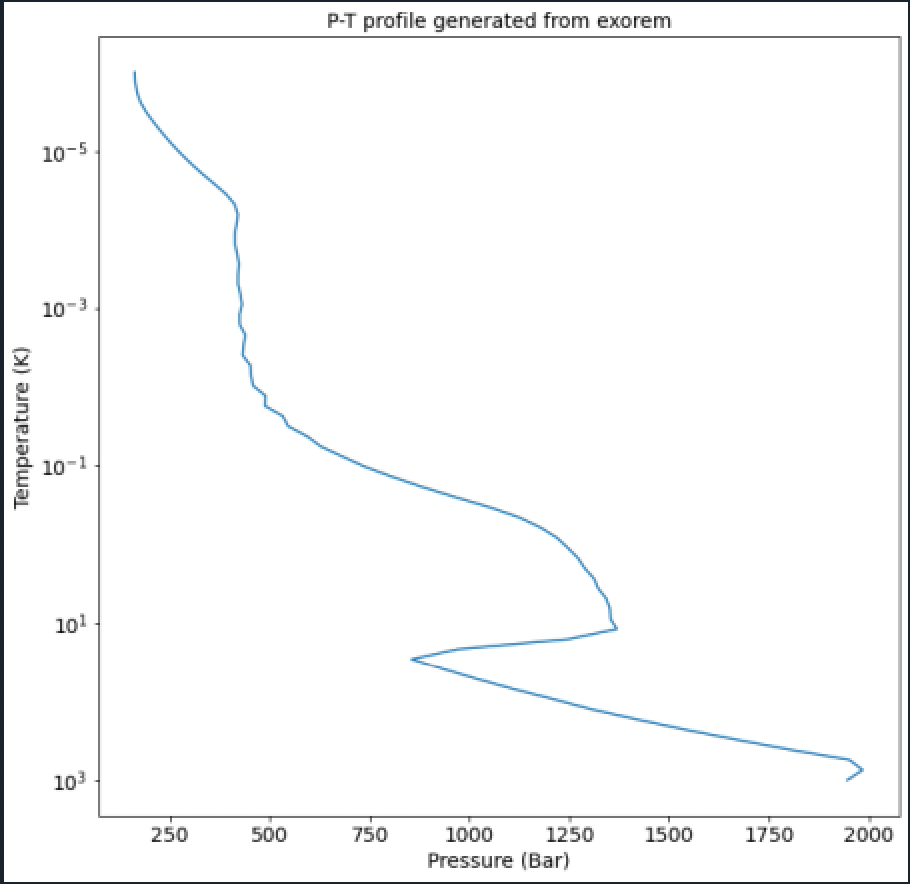 P-T profile generated from exorem
Temperature (K)
10⁻⁵
10⁻³
10⁻¹
10¹
10³
250 500 750 1000 1250 1500 1750 2000
Pressure (Bar)